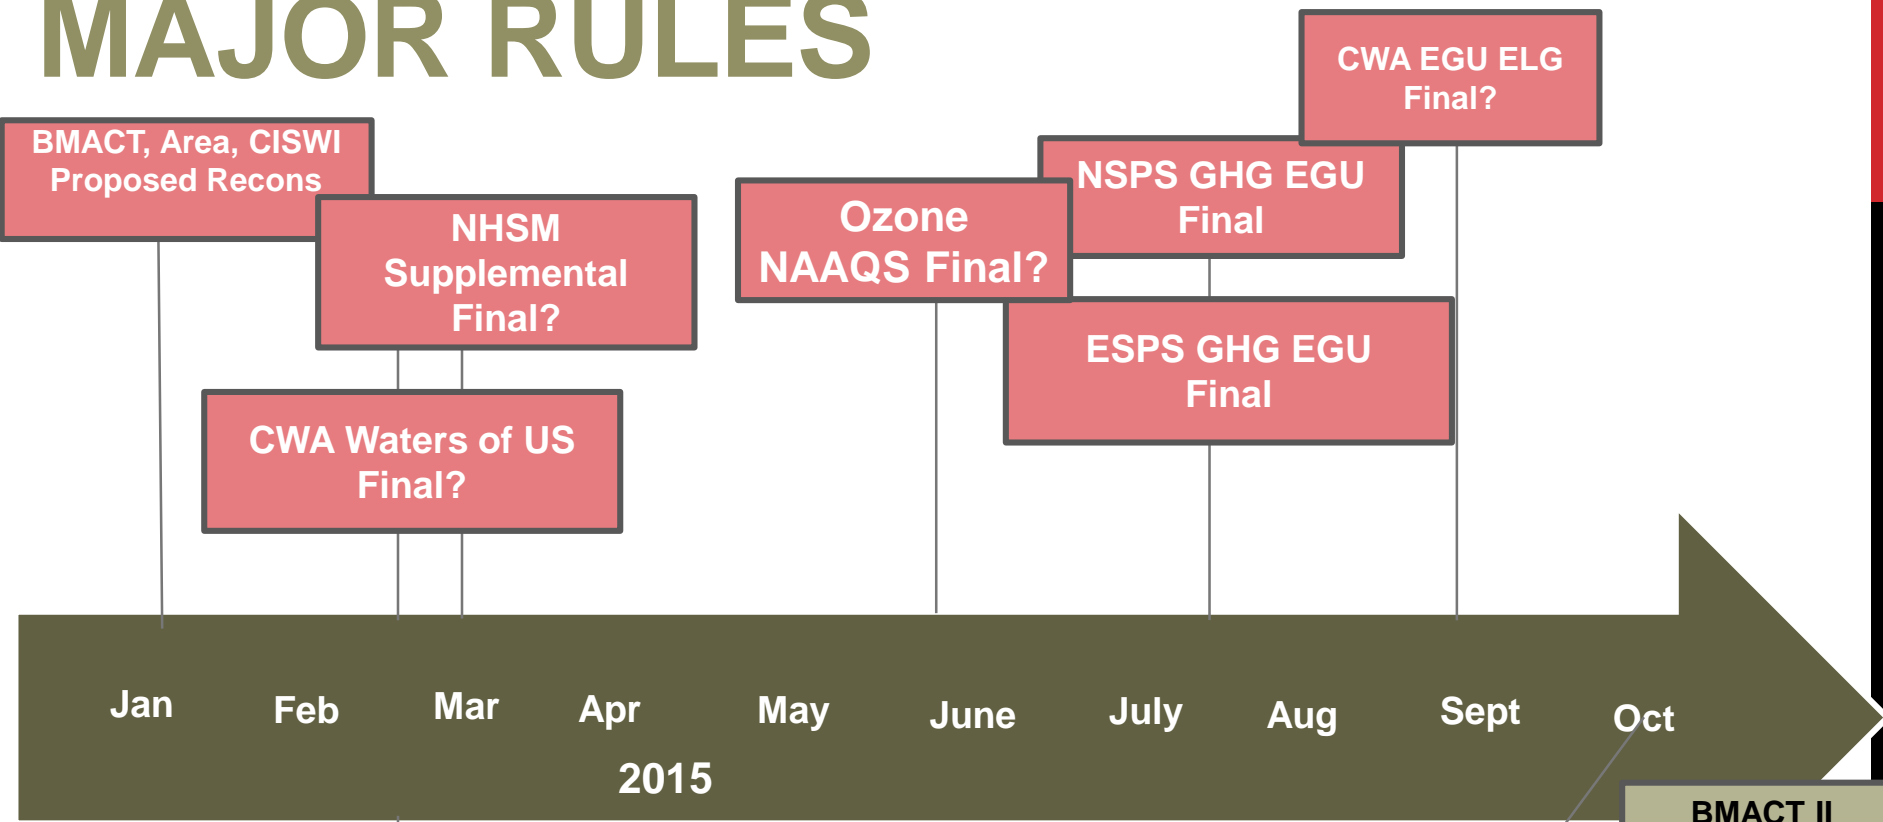 MAJOR RULES
CWA EGU ELG
Final?
BMACT, Area, CISWI
Proposed Recons
NSPS GHG EGU
Final
Ozone
NAAQS Final?
NHSM
Supplemental
Final?
ESPS GHG EGU
Final
CWA Waters of US
Final?
Jan Feb Mar Apr May June July Aug Sept Oct
2015
BMACT II